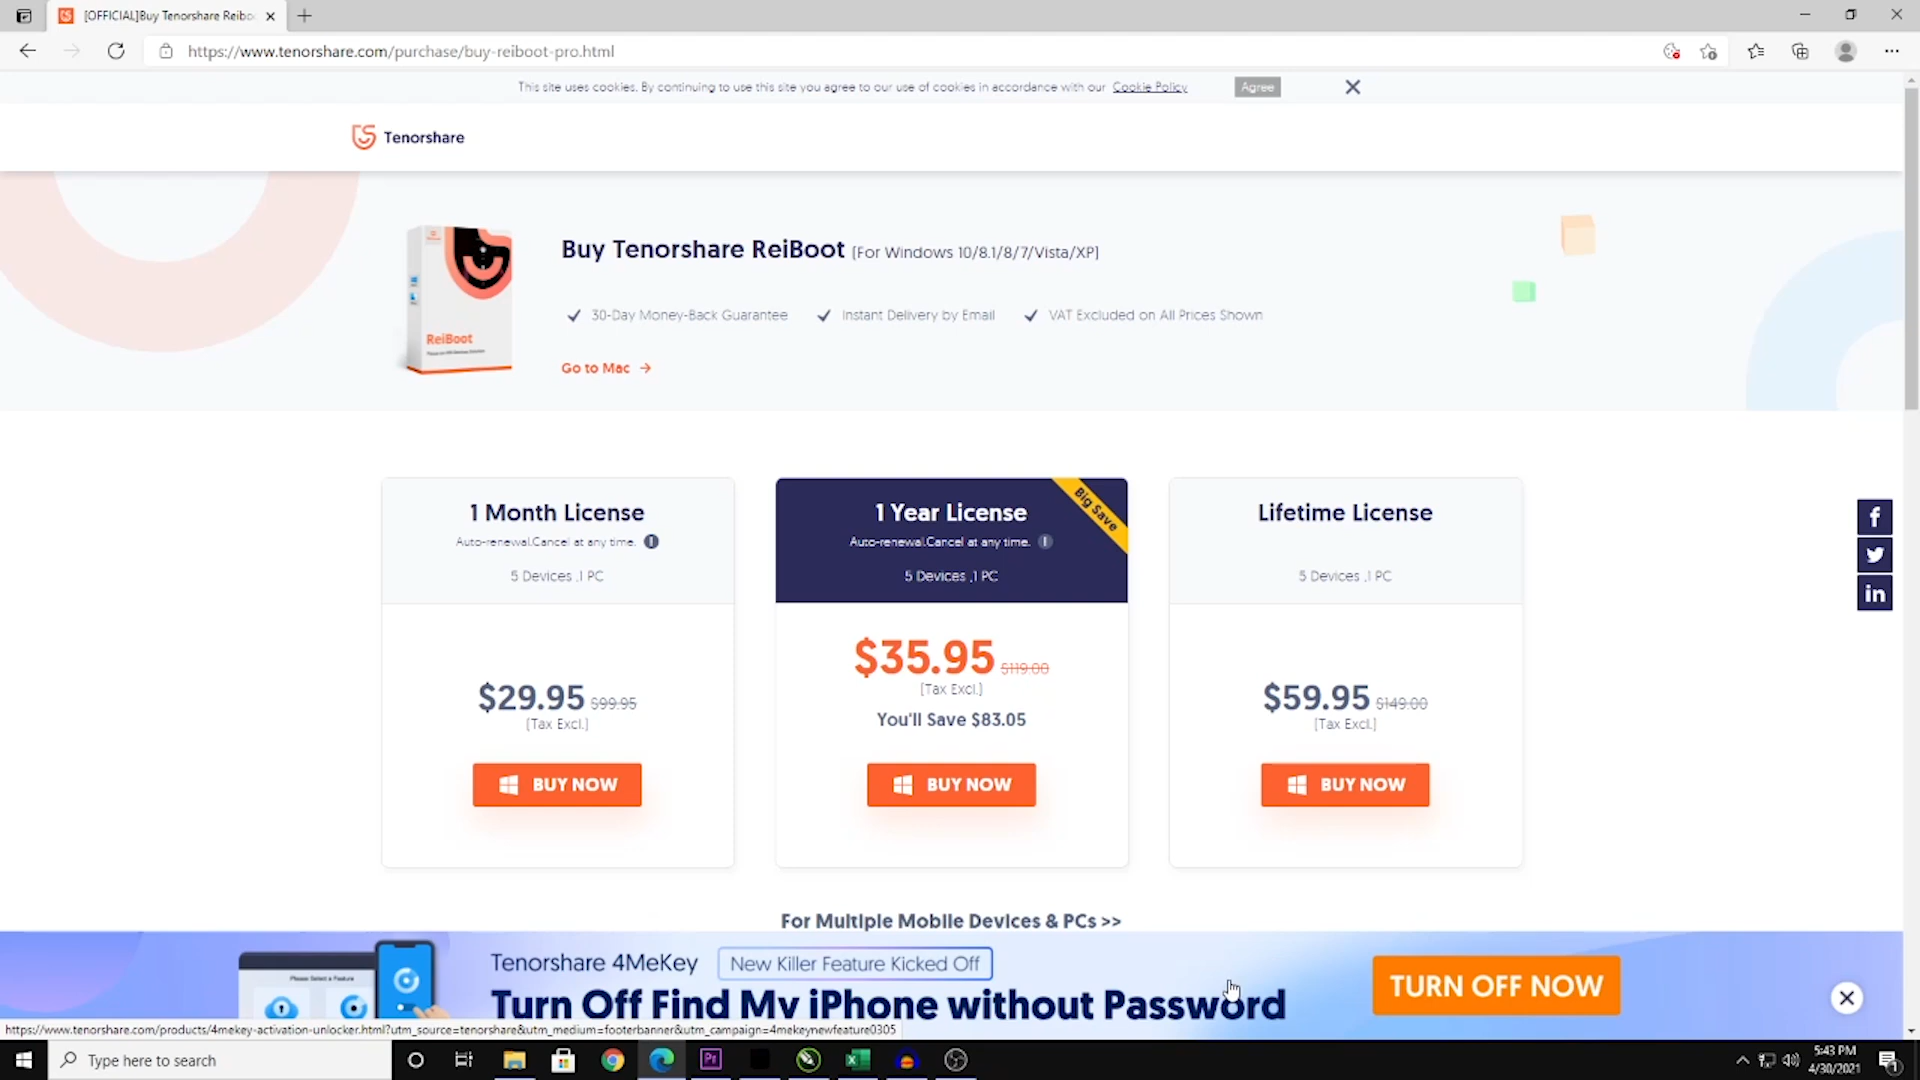 [OFFICIAL]Buy Tenorshare Reibo
https://www.tenorshare.com/purchase/buy-reiboot-pro.html
This site uses cookies. By continuing to use this site you agree to our use of cookies in accordance with our Cookie Policy
Agree
Tenorshare
ReiBoot
Buy Tenorshare ReiBoot [For Windows 10/8.1/8/7/Vista/XP]
30-Day Money-Back Guarantee
Instant Delivery by Email
VAT Excluded on All Prices Shown
Go to Mac
1 Month License
Auto-renewal.Cancel at any time.
5 Devices ,1 PC
$29.95 $99.95
[Tax Excl.]
BUY NOW
Big Save
1 Year License
Auto-renewal.Cancel at any time.
5 Devices ,1 PC
$35.95 $119.00
[Tax Excl.]
You'll Save $83.05
BUY NOW
Lifetime License
5 Devices ,1 PC
$59.95 $149.00
[Tax Excl.]
BUY NOW
For Multiple Mobile Devices & PCs >>
Please Select a Feature
Tenorshare 4MeKey
New Killer Feature Kicked Off
Turn Off Find My iPhone without Password
TURN OFF NOW
https://www.tenorshare.com/products/4mekey-activation-unlocker.html?utm_source=tenorshare&utm_medium=footerbanner&utm_campaign=4mekeynewfeature0305
Type here to search
Pr
5:43 PM
4/30/2021
1